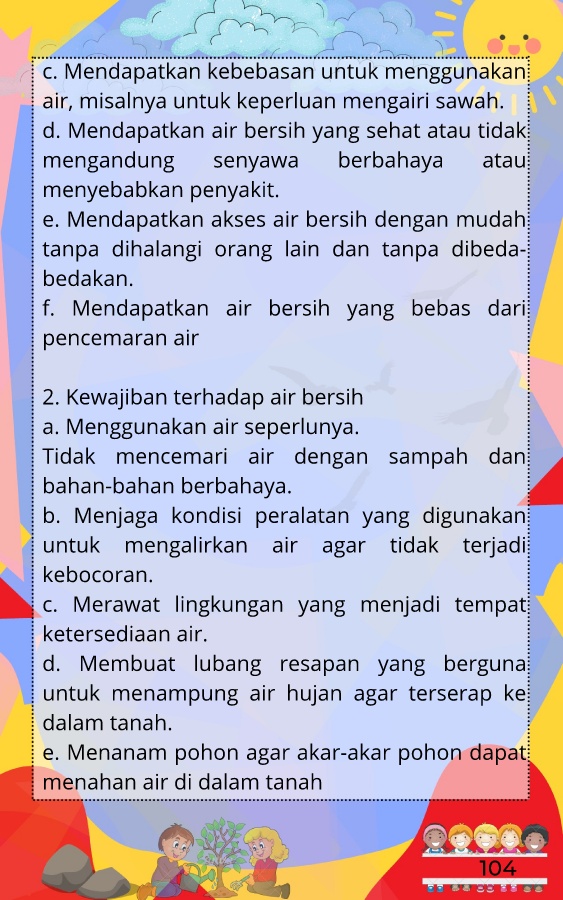 c. Mendapatkan kebebasan untuk menggunakan
air, misalnya untuk keperluan mengairi sawah.
d. Mendapatkan air bersih yang sehat atau tidak
mengandung senyawa berbahaya atau
menyebabkan penyakit.
e. Mendapatkan akses air bersih dengan mudah
tanpa dihalangi orang lain dan tanpa dibeda-
bedakan.
f. Mendapatkan air bersih yang bebas dari
pencemaran air
2. Kewajiban terhadap air bersih
a. Menggunakan air seperlunya.
Tidak mencemari air dengan sampah dan
bahan-bahan berbahaya.
b. Menjaga kondisi peralatan yang digunakan
untuk mengalirkan air agar tidak terjadi
kebocoran.
c. Merawat lingkungan yang menjadi tempat
ketersediaan air.
d. Membuat lubang resapan yang berguna
untuk menampung air hujan agar terserap ke
dalam tanah.
e. Menanam pohon agar akar-akar pohon dapat
menahan air di dalam tanah
104